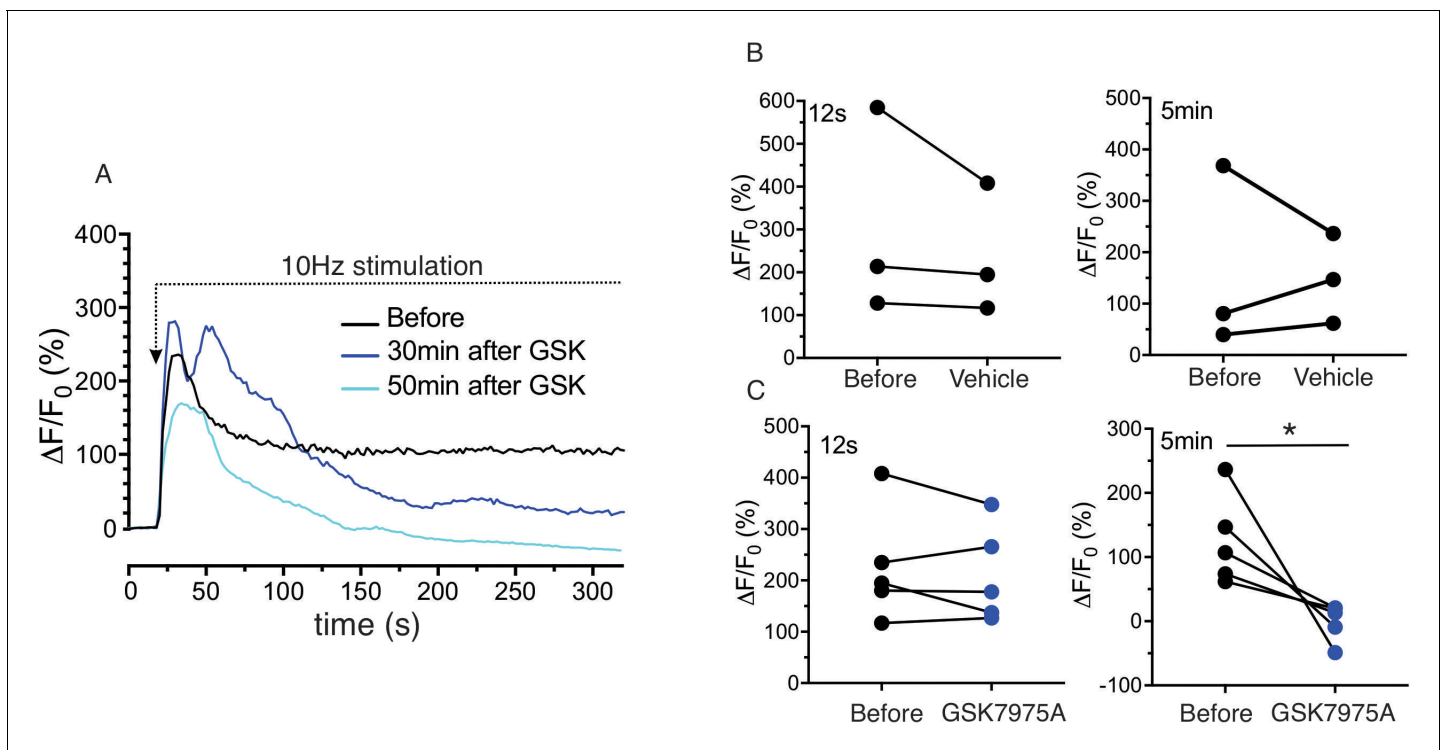 A
400
300
200
100
0
ΔF/F0 (%)
10Hz stimulation
Before
30min after GSK
50min after GSK
0 50 100 150 200 250 300
time (s)
B
12s
600
500
400
300
200
100
0
ΔF/F0 (%)
Before Vehicle
5min
500
400
300
200
100
0
ΔF/F0 (%)
Before Vehicle
C
12s
500
400
300
200
100
0
ΔF/F0 (%)
Before GSK7975A
5min
*
300
200
100
0
-100
ΔF/F0 (%)
Before GSK7975A